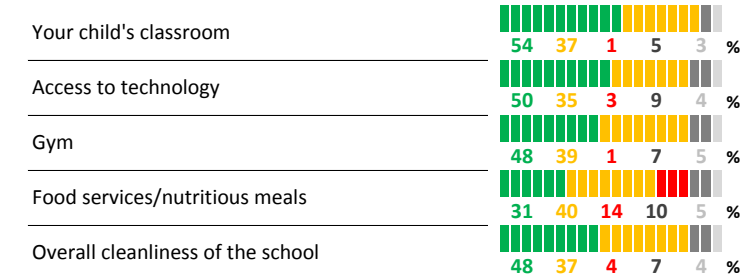 Your child's classroom
54 37 1 5 3 %
Access to technology
50 35 3 9 4 %
Gym
48 39 1 7 5 %
Food services/nutritious meals
31 40 14 10 5 %
Overall cleanliness of the school
48 37 4 7 4 %